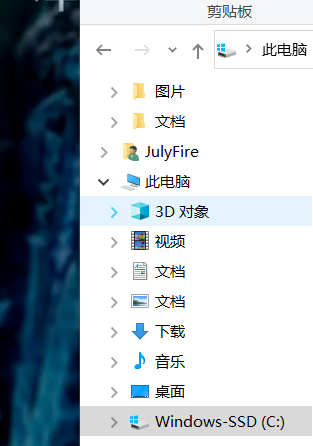 剪贴板
此电脑
图片
文档
JulyFire
此电脑
3D 对象
视频
文档
文档
下载
音乐
桌面
Windows-SSD (C:)